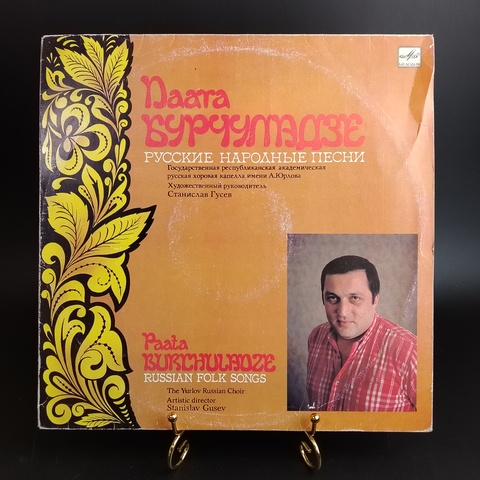 Паата
БУРЧУЛАДЗЕ
РУССКИЕ НАРОДНЫЕ ПЕСНИ
Государственная республиканская академическая
русская хоровая капелла имени А.Юрлова
Художественный руководитель
Станислав Гусев
Paata
BURCHULADZE
RUSSIAN FOLK SONGS
The Yurlov Russian Choir
Artistic director
Stanislav Gusev